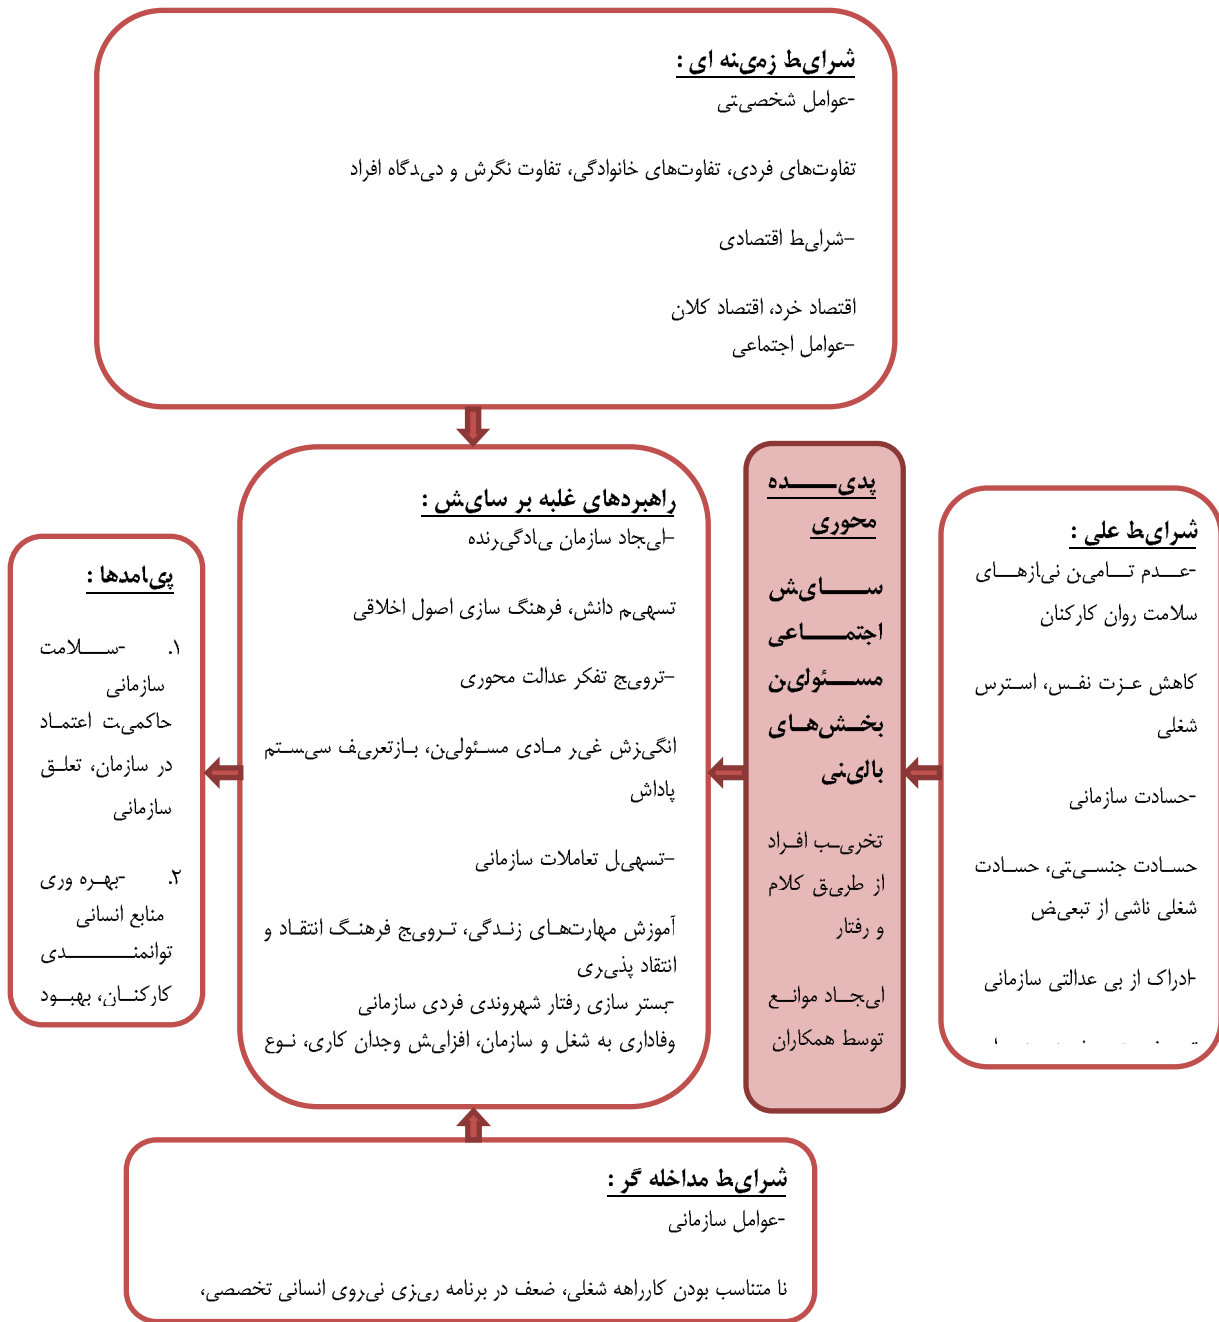 شرایط زمینه ای :
-عوامل شخصیتی
تفاوت‌های فردی، تفاوت‌های خانوادگی، تفاوت نگرش و دیدگاه افراد
–شرایط اقتصادی
اقتصاد خرد، اقتصاد کلان
–عوامل اجتماعی
شرایط علی :
-عدم تامین نیازهای
سلامت روان کارکنان
کاهش عزت نفس، استرس
شغلی
-حسادت سازمانی
حسادت جنسیتی، حسادت
شغلی ناشی از تبعیض
-ادراک از بی عدالتی سازمانی
پدیده
محوری
سایش
اجتماعی
مسئولین
بخش‌های
بالینی
تخریب افراد
از طریق کلام
و رفتار
ایجاد موانع
توسط همکاران
راهبردهای غلبه بر سایش :
–ایجاد سازمان یادگیرنده
تسهیم دانش، فرهنگ سازی اصول اخلاقی
–ترویج تفکر عدالت محوری
انگیزش غیر مادی مسئولین، بازتعریف سیستم
پاداش
–تسهیل تعاملات سازمانی
آموزش مهارت‌های زندگی، ترویج فرهنگ انتقاد و
انتقاد پذیری
-بستر سازی رفتار شهروندی فردی سازمانی
وفاداری به شغل و سازمان، افزایش وجدان کاری، نوع
پیامدها :
۱. -سلامت
سازمانی
حاکمیت اعتماد
در سازمان، تعلق
سازمانی
۲. -بهره وری
منابع انسانی
توانمندی
کارکنان، بهبود
شرایط مداخله گر :
-عوامل سازمانی
نا متناسب بودن کارراهه شغلی، ضعف در برنامه ریزی نیروی انسانی تخصصی،